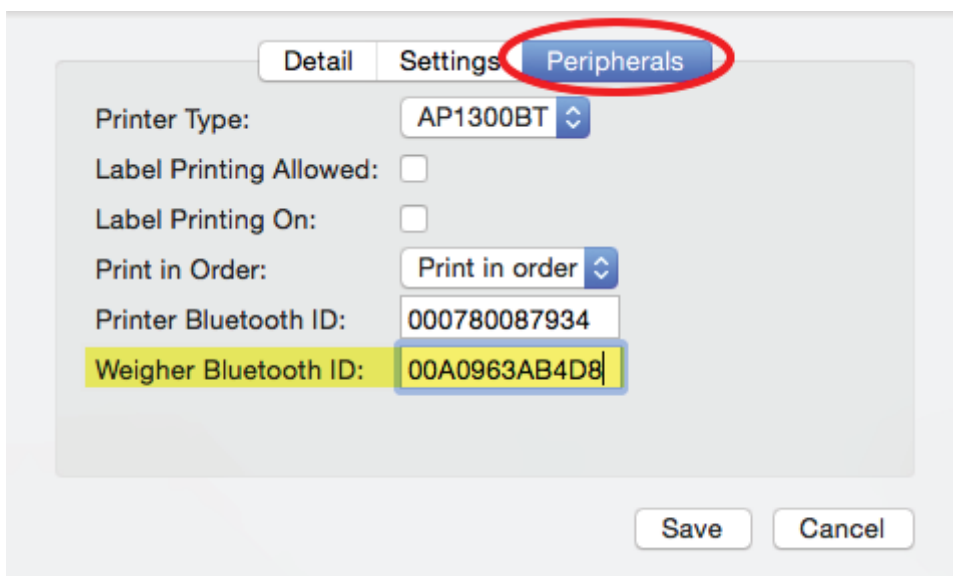 Detail Settings Peripherals
Printer Type: AP1300BT
Label Printing Allowed:
Label Printing On:
Print in Order: Print in order
Printer Bluetooth ID: 000780087934
Weigher Bluetooth ID: 00A0963AB4D8
Save Cancel